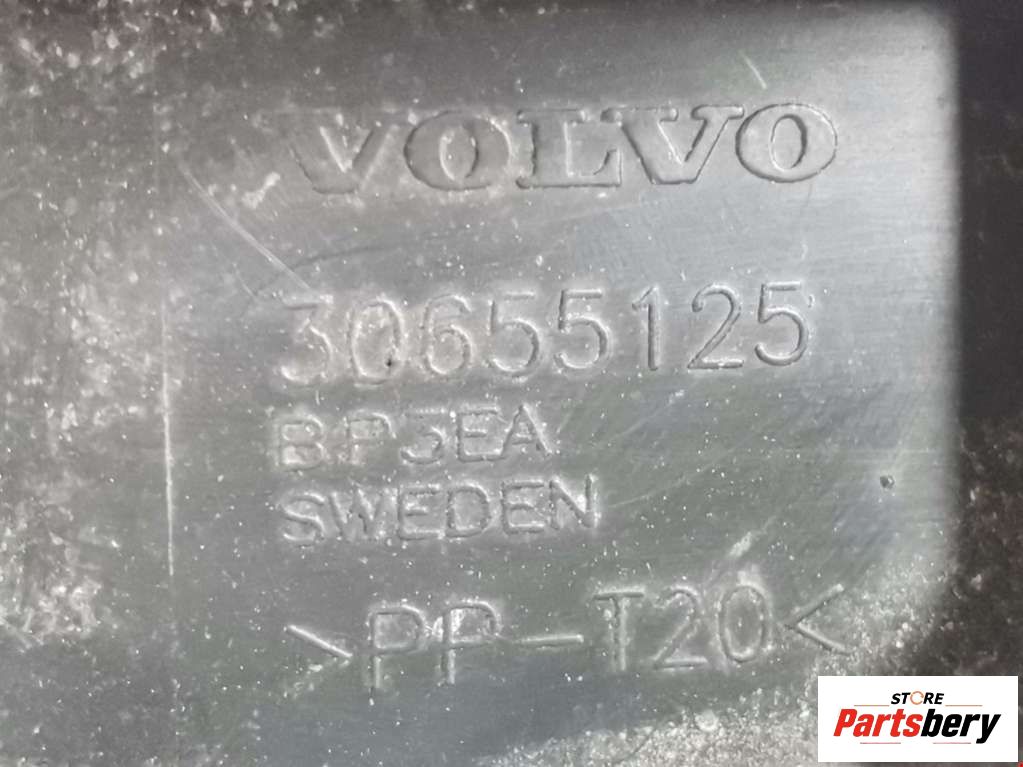 VOLVO
30655125
BP3EA
SWEDEN
>PP-T20<
STORE
Partsbery